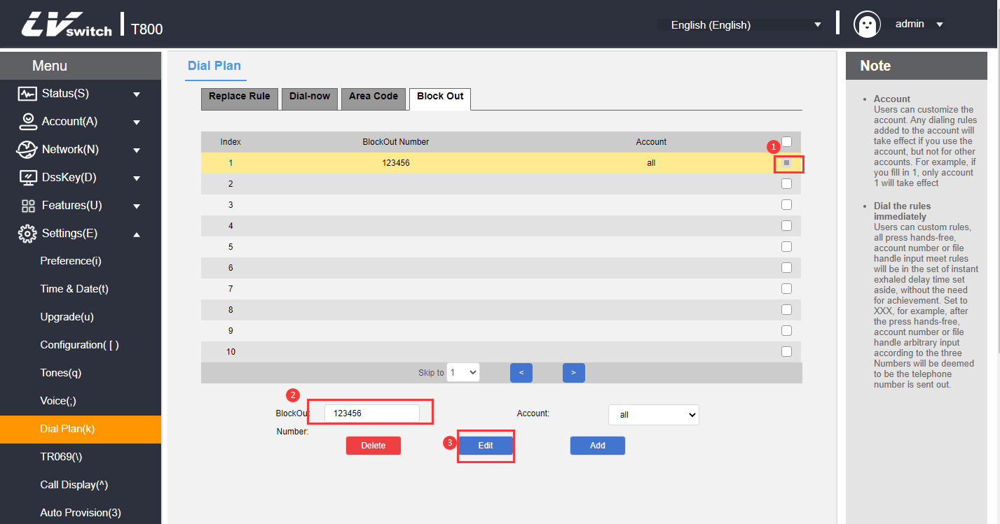 LVswitch T800
English (English)
admin
Menu
Status(S)
Account(A)
Network(N)
DssKey(D)
Features(U)
Settings(E)
Preference(i)
Time & Date(t)
Upgrade(u)
Configuration( [ )
Tones(q)
Voice(;)
Dial Plan(k)
TR069(\)
Call Display(^)
Auto Provision(3)
Dial Plan
Replace Rule Dial-now Area Code Block Out
Index BlockOut Number Account
1
1 123456 all
2
3
4
5
6
7
8
9
10
Skip to 1 < >
2
BlockOut 123456 Account: all
Number:
Delete 3 Edit Add
Note
Account
Users can customize the
account. Any dialing rules
added to the account will
take effect if you use the
account, but not for other
accounts. For example, if
you fill in 1, only account
1 will take effect
Dial the rules
immediately
Users can custom rules,
all press hands-free,
account number or file
handle input meet rules
will be in the set of instant
exhaled delay time set
aside, without the need
for achievement. Set to
XXX, for example, after
the press hands-free,
account number or file
handle arbitrary input
according to the three
Numbers will be deemed
to be the telephone
number is sent out.